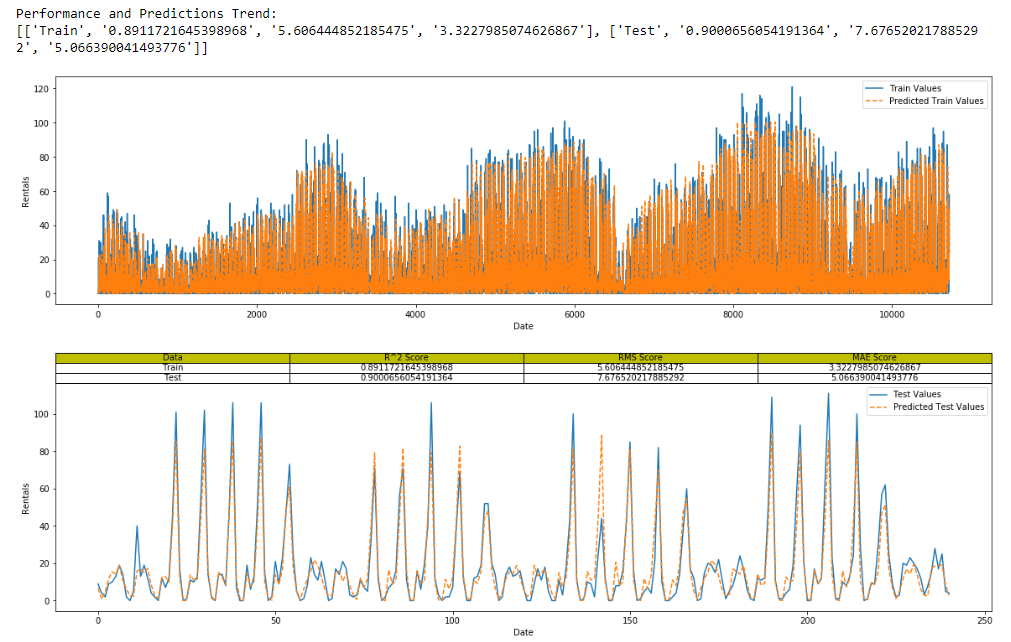 Performance and Predictions Trend:
[['Train', '0.8911721645398968', '5.606444852185475', '3.3227985074626867'], ['Test', '0.9000656054191364', '7.67652021788529
2', '5.066390041493776']]
120
100
80
60
40
20
0
Rentals
Train Values
Predicted Train Values
0 2000 4000 6000 8000 10000
Date
Data R^2 Score RMS Score MAE Score
Train 0.8911721645398968 5.606444852185475 3.3227985074626867
Test 0.9000656054191364 7.676520217885292 5.066390041493776
100
80
60
40
20
0
Rentals
Test Values
Predicted Test Values
0 50 100 150 200 250
Date